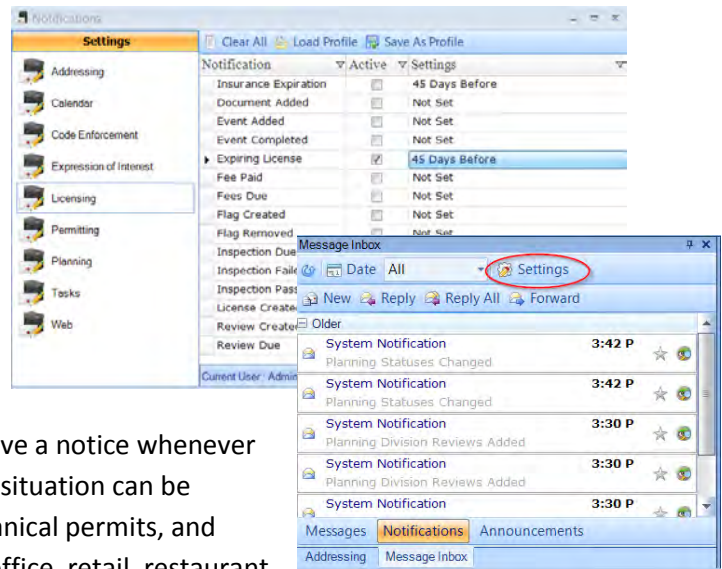 Notifications
Settings
Clear All Load Profile Save As Profile
Addressing
Calendar
Code Enforcement
Expression of Interest
Licensing
Permitting
Planning
Tasks
Web
Notification Active Settings
Insurance Expiration 45 Days Before
Document Added Not Set
Event Added Not Set
Event Completed Not Set
Expiring License 45 Days Before
Fee Paid Not Set
Fees Due Not Set
Flag Created Not Set
Flag Removed Not Set
Inspection Due
Inspection Faile
Inspection Pass
License Create
Review Create
Review Due
Current User: Admin
Message Inbox
Date All Settings
New Reply Reply All Forward
Older
System Notification 3:42 P
Planning Statuses Changed
System Notification 3:42 P
Planning Statuses Changed
System Notification 3:30 P
Planning Division Reviews Added
System Notification 3:30 P
Planning Division Reviews Added
System Notification 3:30 P
Messages Notifications Announcements
Addressing Message Inbox
ve a notice whenever
situation can be
nical permits, and
office, retail, restaurant